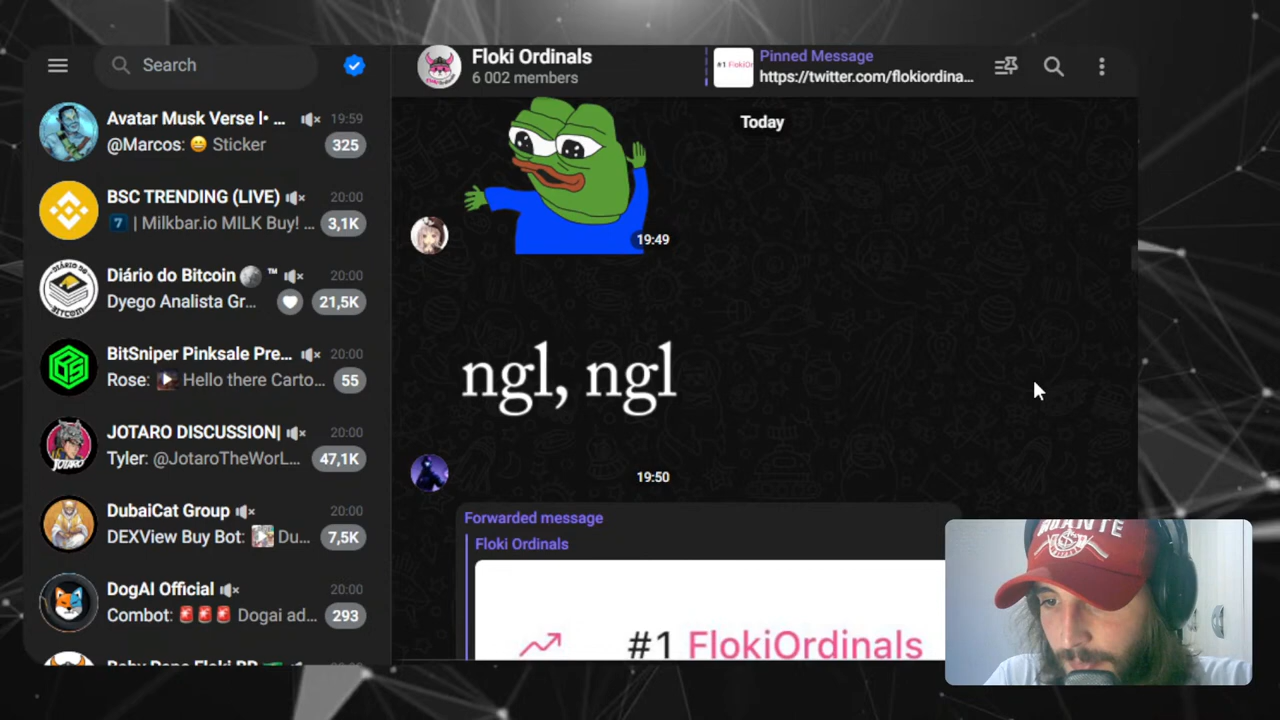 Search
Avatar Musk Verse l• ...
19:59
@Marcos: 😀 Sticker
325
BSC TRENDING (LIVE)
20:00
7 | Milkbar.io MILK Buy! ...
3,1K
Diário do Bitcoin 🌕 ™
20:00
Dyego Analista Gr...
21,5K
BitSniper Pinksale Pre...
20:00
Rose: Hello there Carto...
55
JOTARO DISCUSSION|
20:00
Tyler: @JotaroTheWorL...
47,1K
DubaiCat Group
20:00
DEXView Buy Bot: Du...
7,5K
DogAI Official
20:00
Combot: 🚨🚨🚨 Dogai ad...
293
Floki Ordinals
6 002 members
Pinned Message
https://twitter.com/flokiordina...
Today
19:49
ngl, ngl
19:50
Forwarded message
Floki Ordinals
#1 FlokiOrdinals